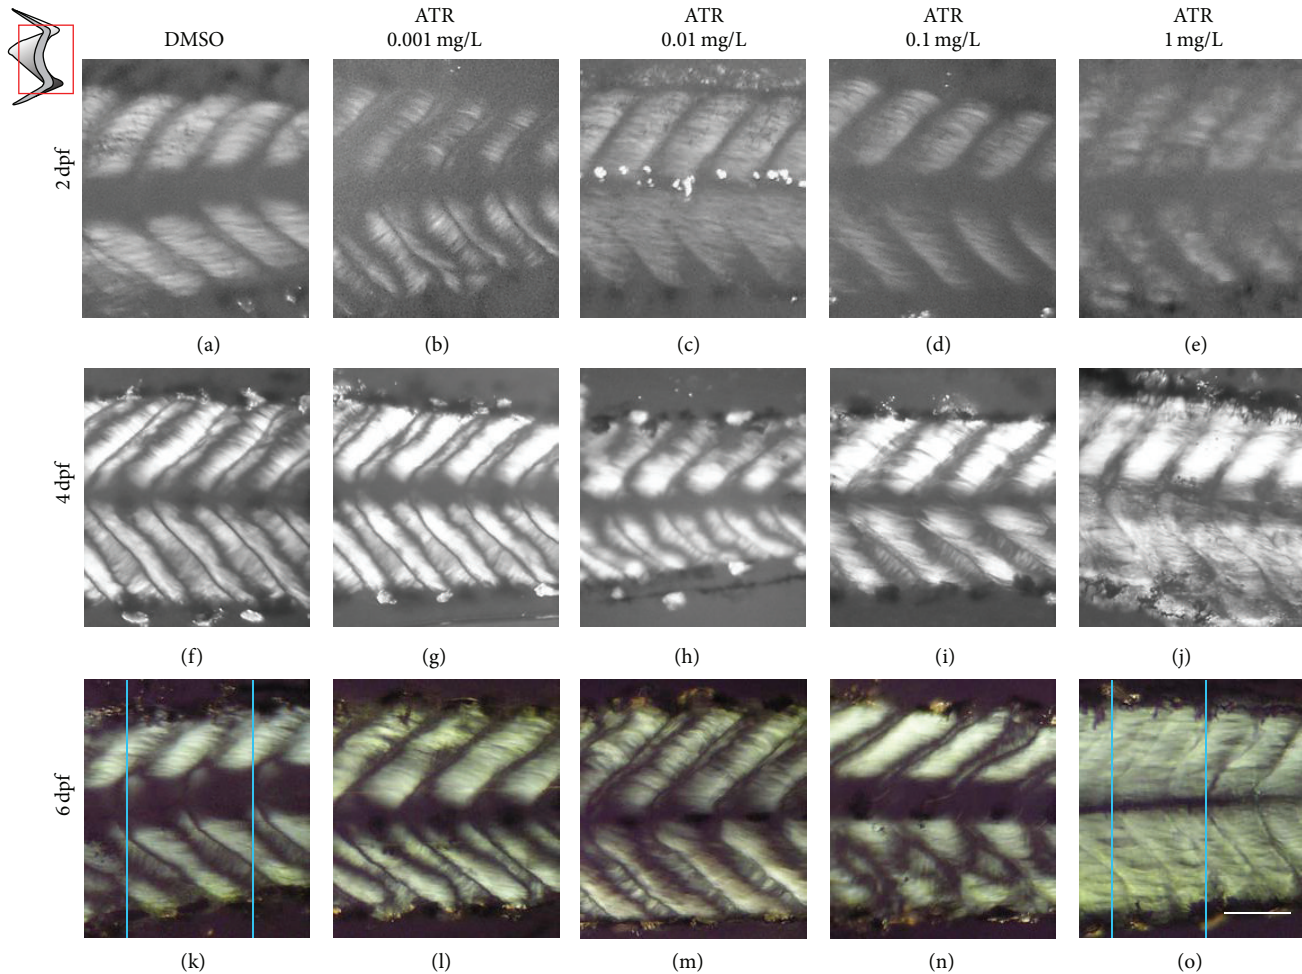 DMSO
ATR
0.001 mg/L
ATR
0.01 mg/L
ATR
0.1 mg/L
ATR
1 mg/L
2 dpf
(a)
(b)
(c)
(d)
(e)
4 dpf
(f)
(g)
(h)
(i)
(j)
6 dpf
(k)
(l)
(m)
(n)
(o)